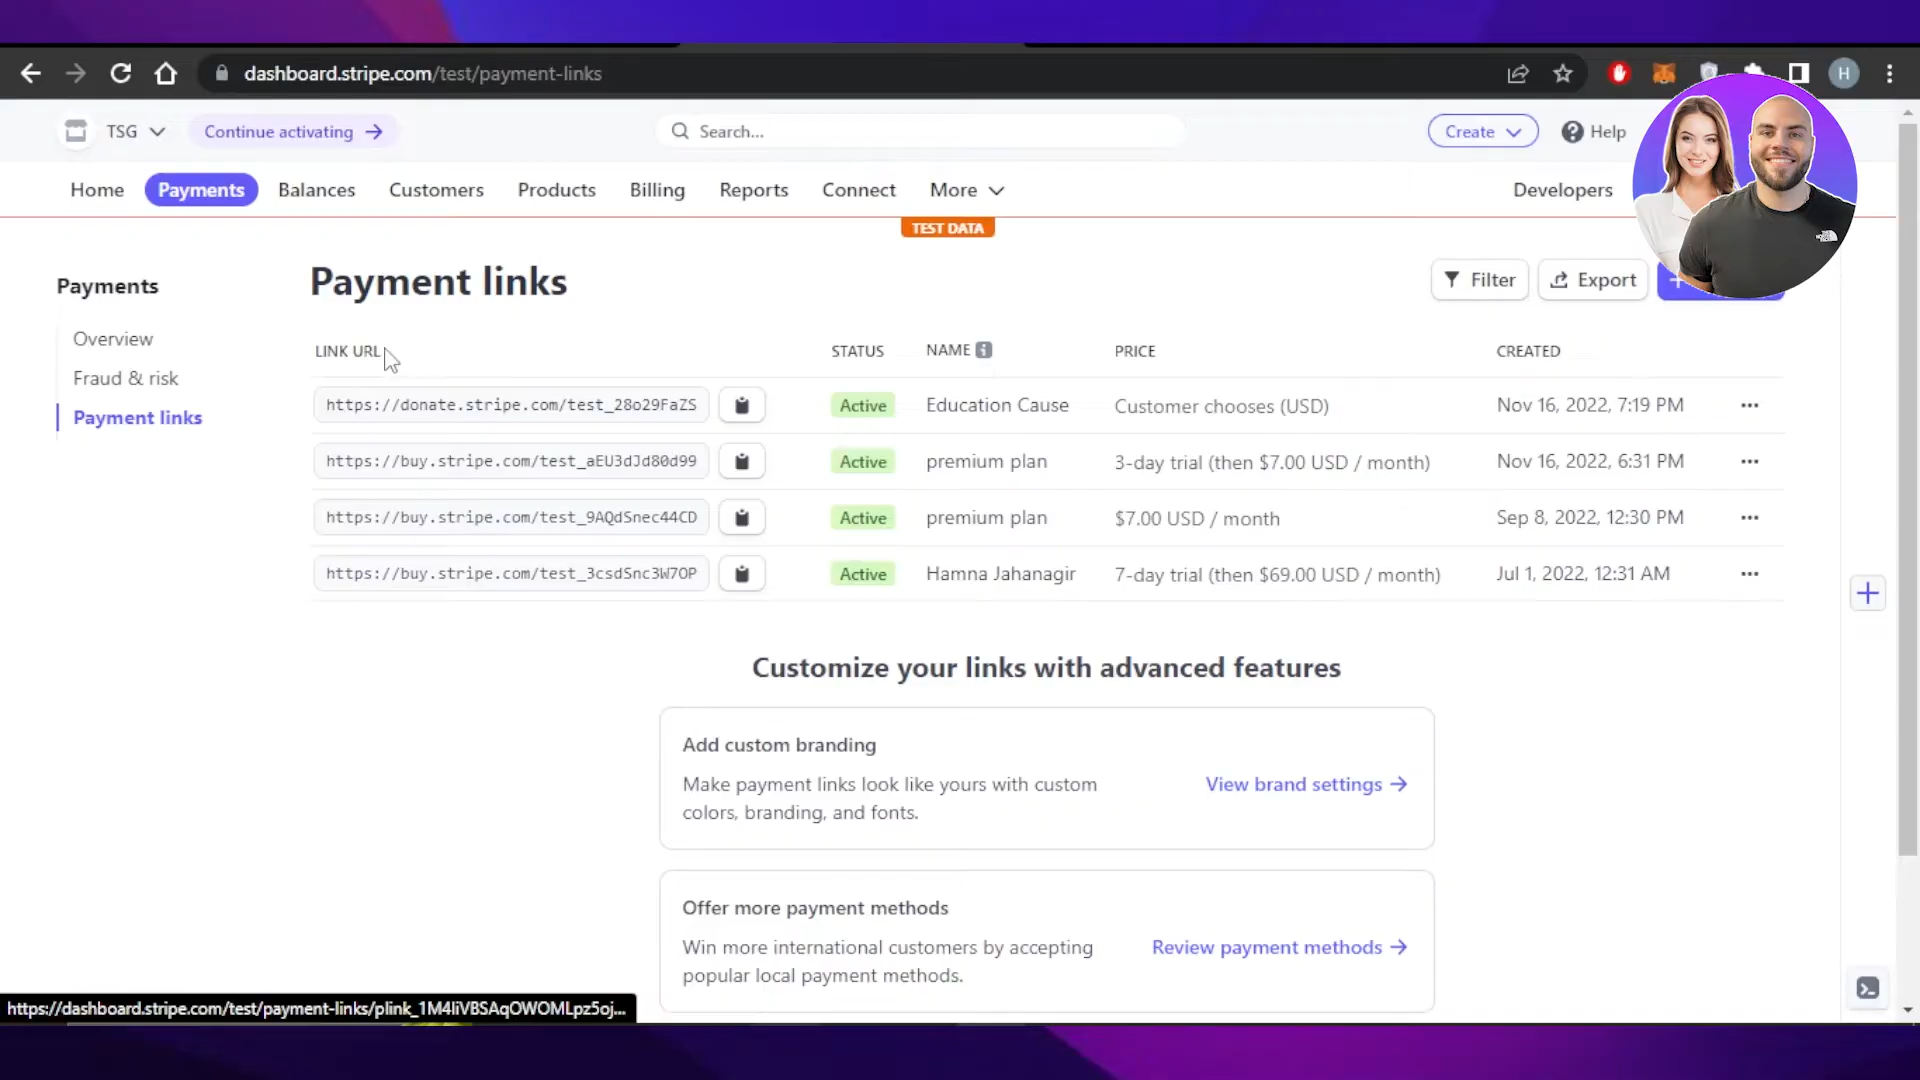 dashboard.stripe.com/test/payment-links
H
TSG
Continue activating →
Search...
Create
Help
Home
Payments
Balances
Customers
Products
Billing
Reports
Connect
More
Developers
TEST DATA
Payments
Overview
Fraud & risk
Payment links
Payment links
Filter
Export
LINK URL STATUS NAME PRICE CREATED
https://donate.stripe.com/test_28o29FaZS Active Education Cause Customer chooses (USD) Nov 16, 2022, 7:19 PM
https://buy.stripe.com/test_aEU3dJd80d99 Active premium plan 3-day trial (then $7.00 USD / month) Nov 16, 2022, 6:31 PM
https://buy.stripe.com/test_9AQdSnec44CD Active premium plan $7.00 USD / month Sep 8, 2022, 12:30 PM
https://buy.stripe.com/test_3csdSnc3W7OP Active Hamna Jahanagir 7-day trial (then $69.00 USD / month) Jul 1, 2022, 12:31 AM
Customize your links with advanced features
Add custom branding
Make payment links look like yours with custom
colors, branding, and fonts.
View brand settings →
Offer more payment methods
Win more international customers by accepting
popular local payment methods.
Review payment methods →
https://dashboard.stripe.com/test/payment-links/plink_1M4liVBSAqOWOMLpz5oj...